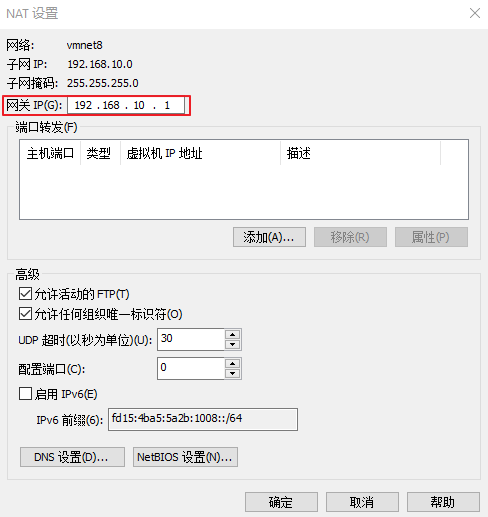 NAT 设置
网络: vmnet8
子网 IP: 192.168.10.0
子网掩码: 255.255.255.0
网关 IP(G): 192 . 168 . 10 . 1
端口转发(F)
主机端口 类型 虚拟机 IP 地址 描述
添加(A)... 移除(R) 属性(P)
高级
允许活动的 FTP(T)
允许任何组织唯一标识符(O)
UDP 超时(以秒为单位)(U): 30
配置端口(C): 0
启用 IPv6(E)
IPv6 前缀(6): fd15:4ba5:5a2b:1008::/64
DNS 设置(D)... NetBIOS 设置(N)...
确定 取消 帮助